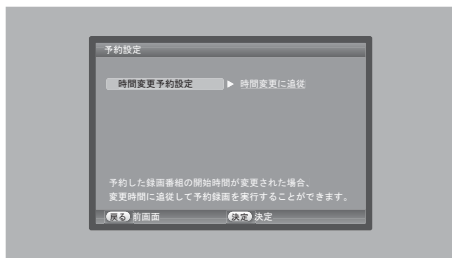 予約設定
時間変更予約設定 ▶ 時間変更に追従
予約した録画番組の開始時間が変更された場合、
変更時間に追従して予約録画を実行することができます。
戻る 前画面 決定 決定